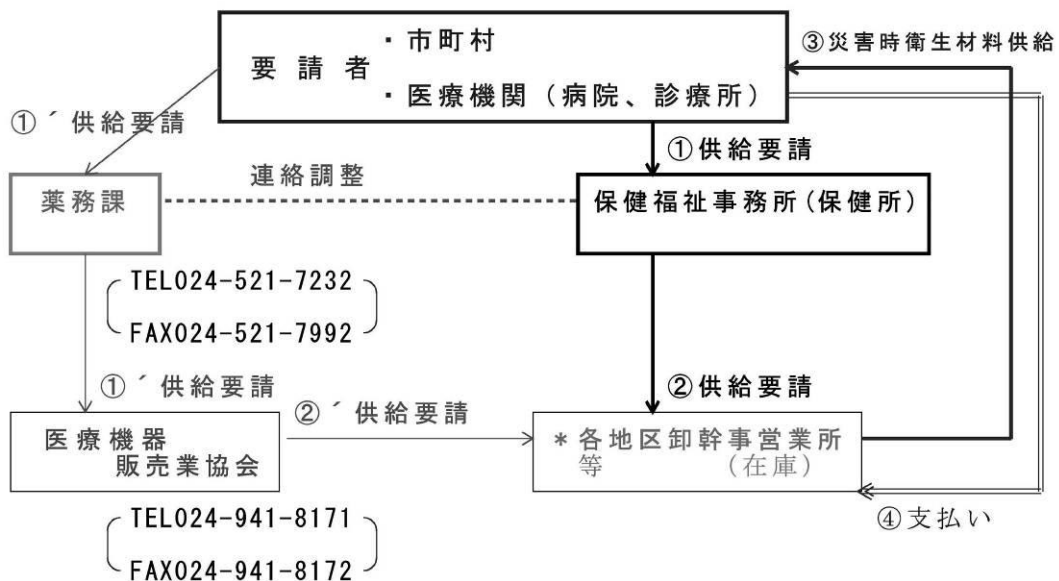 ・市町村
要請者
・医療機関（病院、診療所）
③災害時衛生材料供給
①´供給要請
①供給要請
薬務課
連絡調整
保健福祉事務所（保健所）
TEL024-521-7232
FAX024-521-7992
①´供給要請
②´供給要請
②供給要請
医療機器
販売業協会
＊各地区卸幹事営業所
等　（在庫）
④支払い
TEL024-941-8171
FAX024-941-8172